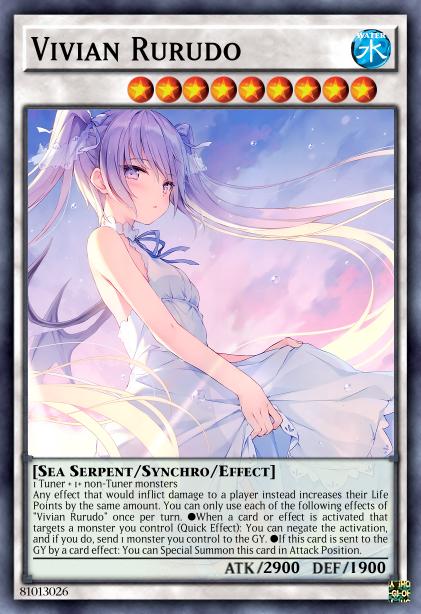 Vivian Rurudo
WATER
水
[Sea Serpent/Synchro/Effect]
1 Tuner + 1+ non-Tuner monsters
Any effect that would inflict damage to a player instead increases their Life
Points by the same amount. You can only use each of the following effects of
"Vivian Rurudo" once per turn. ●When a card or effect is activated that
targets a monster you control (Quick Effect): You can negate the activation,
and if you do, send 1 monster you control to the GY. ●If this card is sent to the
GY by a card effect: You can Special Summon this card in Attack Position.
ATK/2900 DEF/1900
81013026